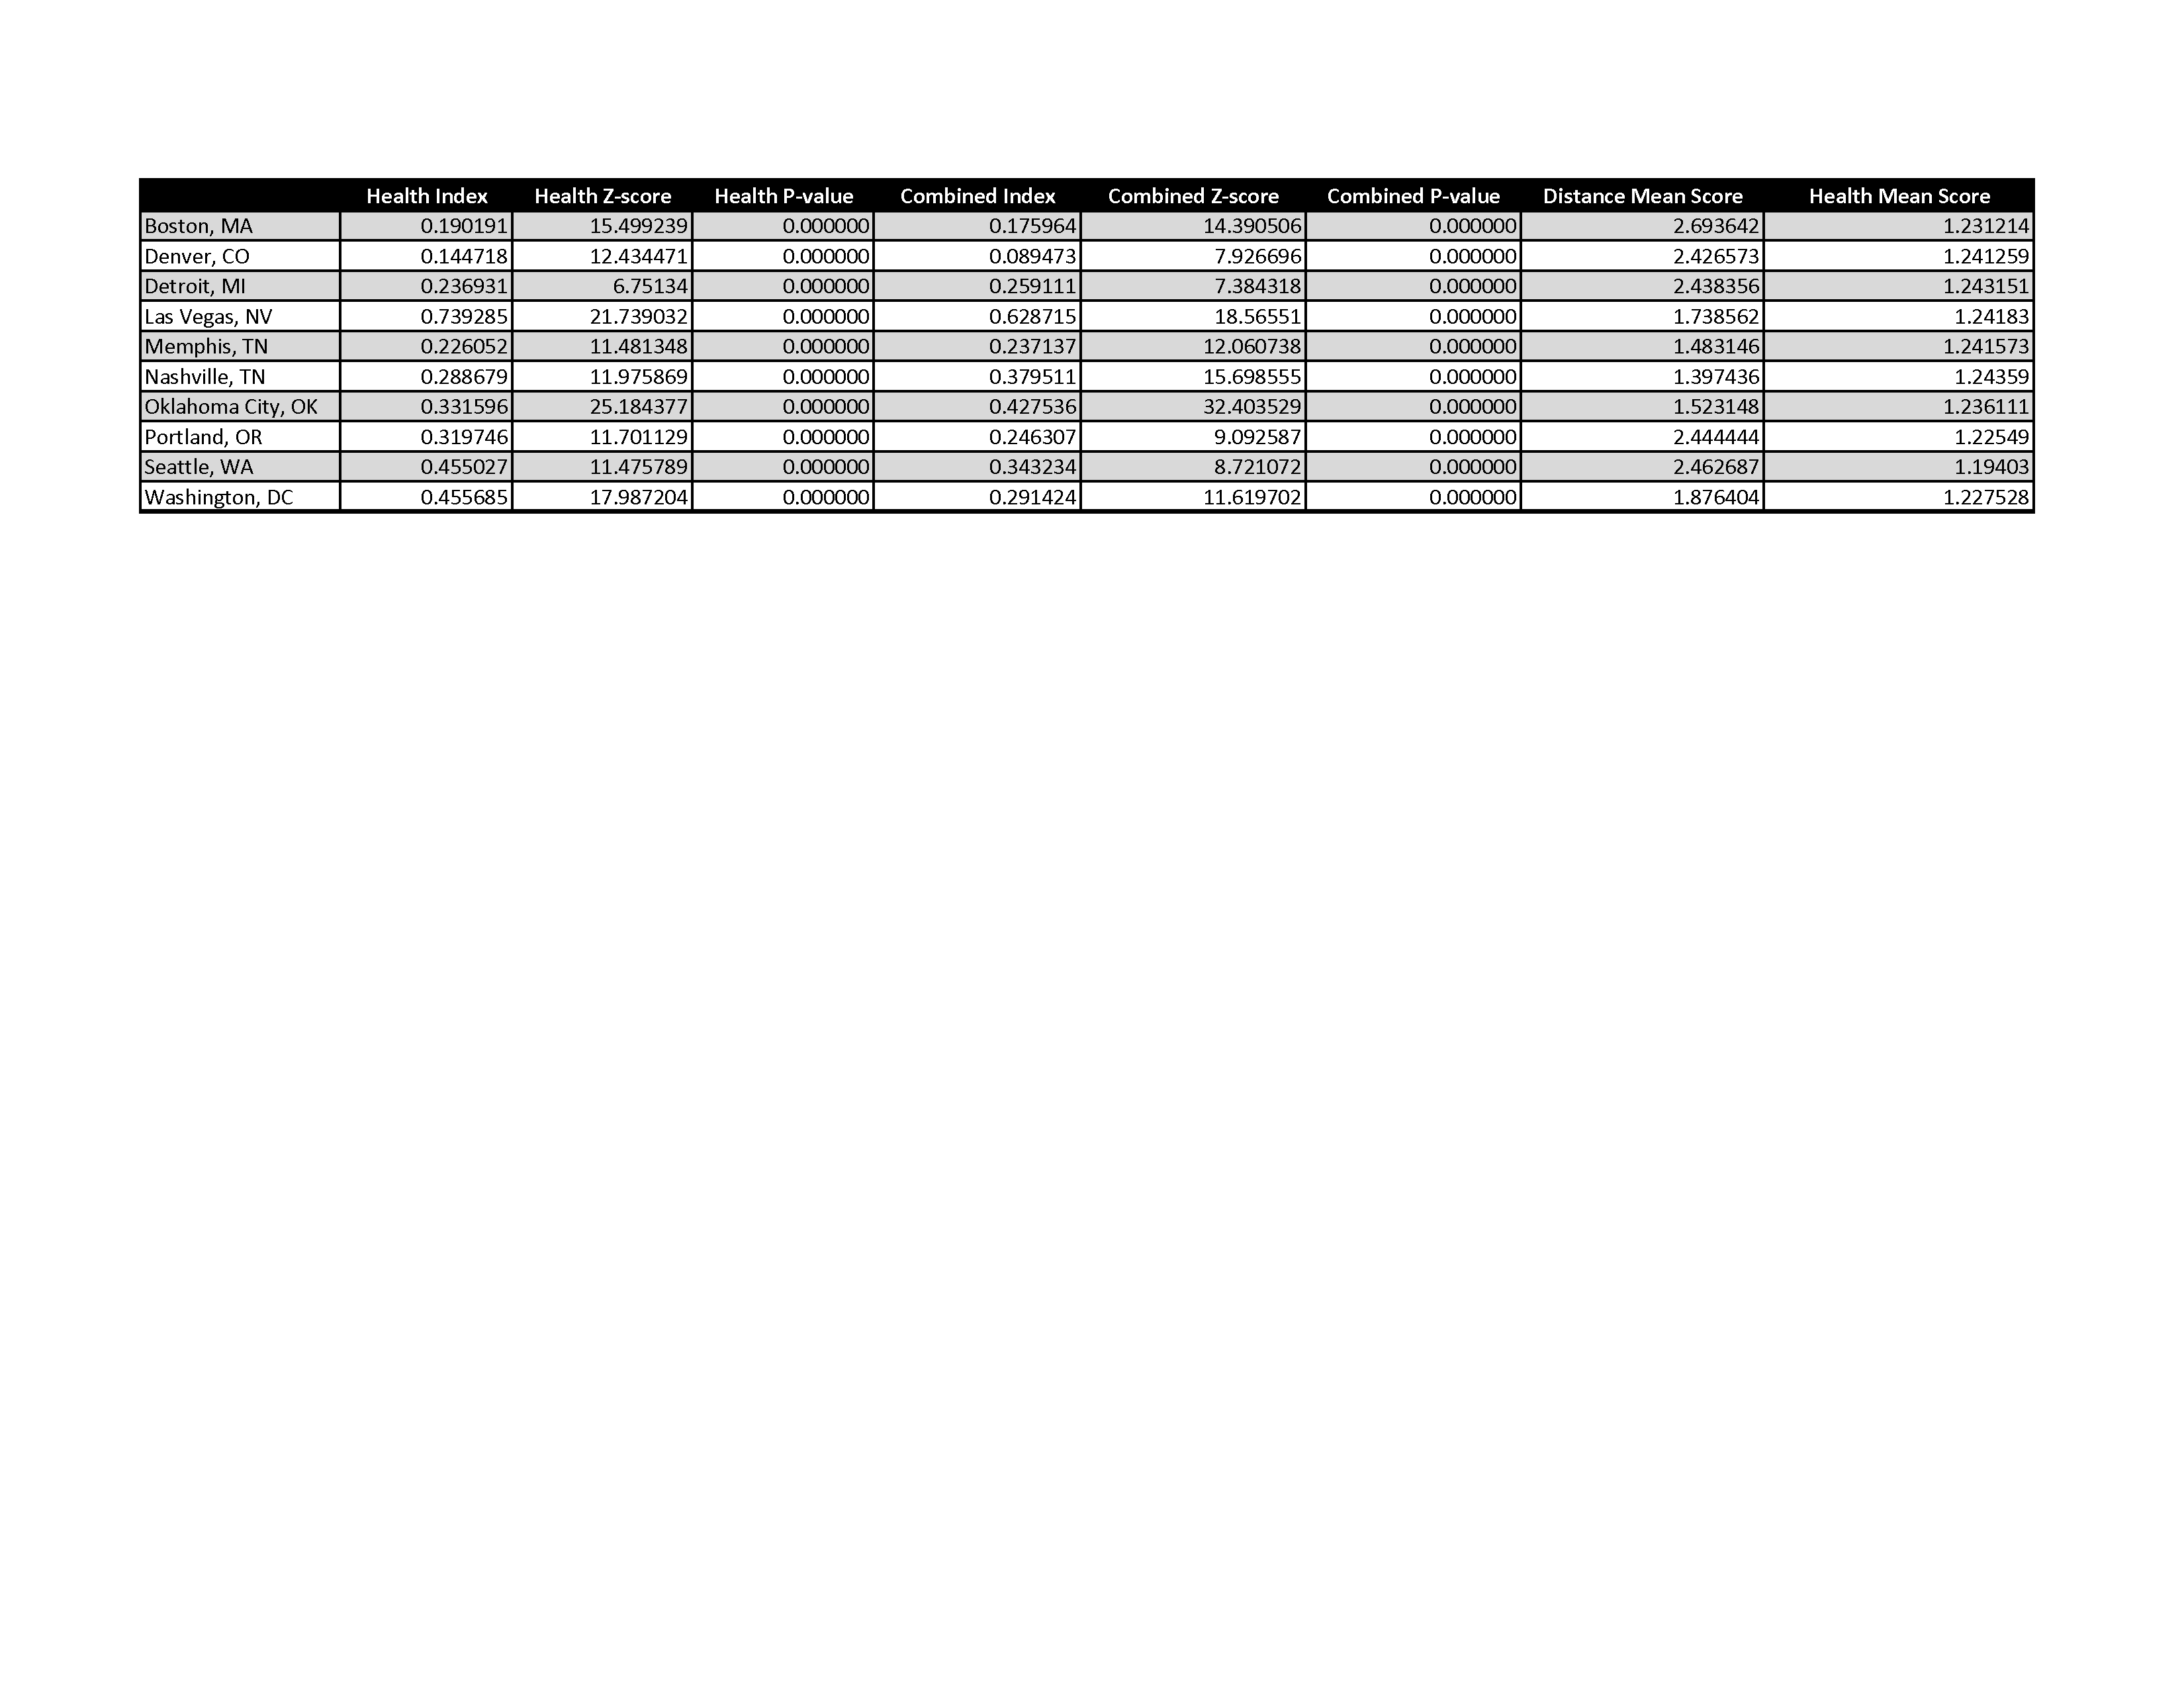 Health Index Health Z-score Health P-value Combined Index Combined Z-score Combined P-value Distance Mean Score Health Mean Score
Boston, MA 0.190191 15.499239 0.000000 0.175964 14.390506 0.000000 2.693642 1.231214
Denver, CO 0.144718 12.434471 0.000000 0.089473 7.926696 0.000000 2.426573 1.241259
Detroit, MI 0.236931 6.75134 0.000000 0.259111 7.384318 0.000000 2.438356 1.243151
Las Vegas, NV 0.739285 21.739032 0.000000 0.628715 18.56551 0.000000 1.738562 1.24183
Memphis, TN 0.226052 11.481348 0.000000 0.237137 12.060738 0.000000 1.483146 1.241573
Nashville, TN 0.288679 11.975869 0.000000 0.379511 15.698555 0.000000 1.397436 1.24359
Oklahoma City, OK 0.331596 25.184377 0.000000 0.427536 32.403529 0.000000 1.523148 1.236111
Portland, OR 0.319746 11.701129 0.000000 0.246307 9.092587 0.000000 2.444444 1.22549
Seattle, WA 0.455027 11.475789 0.000000 0.343234 8.721072 0.000000 2.462687 1.19403
Washington, DC 0.455685 17.987204 0.000000 0.291424 11.619702 0.000000 1.876404 1.227528